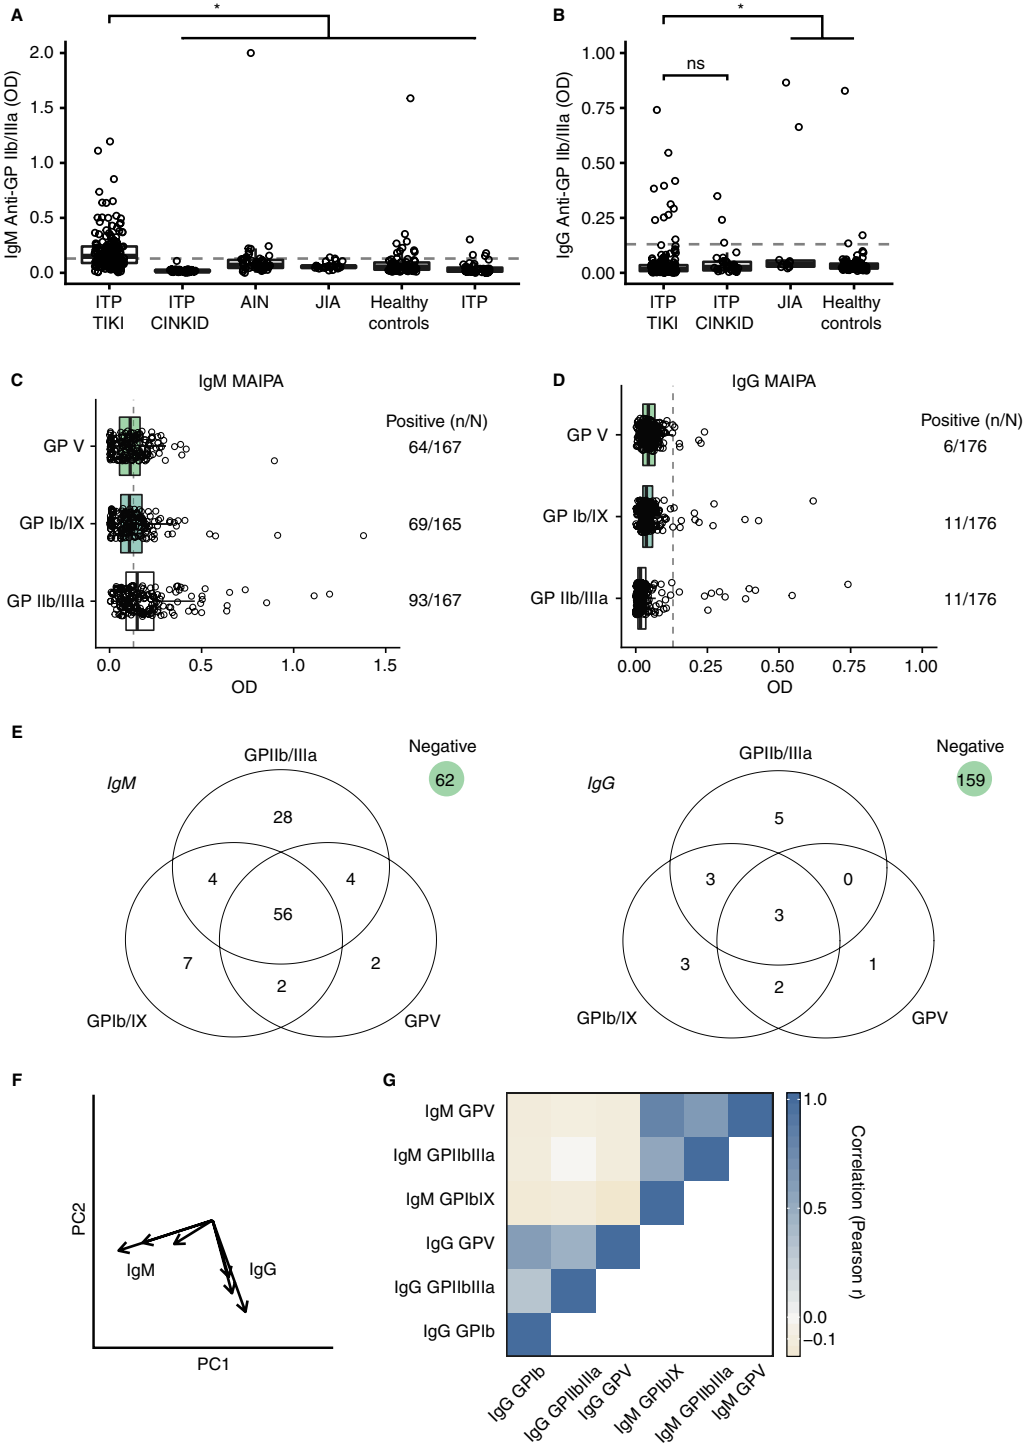 A
*
IgM Anti-GP IIb/IIIa (OD)
2.0
1.5
1.0
0.5
0.0
ITP TIKI
ITP CINKID
AIN
JIA
Healthy controls
ITP
B
*
ns
IgG Anti-GP IIb/IIIa (OD)
1.00
0.75
0.50
0.25
0.00
ITP TIKI
ITP CINKID
JIA
Healthy controls
C
IgM MAIPA
Positive (n/N)
GP V
64/167
GP Ib/IX
69/165
GP IIb/IIIa
93/167
0.0 0.5 1.0 1.5
OD
D
IgG MAIPA
Positive (n/N)
GP V
6/176
GP Ib/IX
11/176
GP IIb/IIIa
11/176
0.00 0.25 0.50 0.75 1.00
OD
E
IgM
GPIIb/IIIa
Negative
62
28
4
4
56
7
2
2
GPIb/IX
GPV
IgG
GPIIb/IIIa
Negative
159
5
3
0
3
3
1
2
GPIb/IX
GPV
F
PC2
IgM
IgG
PC1
G
IgM GPV
IgM GPIIbIIIa
IgM GPIbIX
IgG GPV
IgG GPIIbIIIa
IgG GPIb
IgG GPIb
IgG GPIIbIIIa
IgG GPV
IgM GPIbIX
IgM GPIIbIIIa
IgM GPV
1.0
0.5
0.0
−0.1
Correlation (Pearson r)